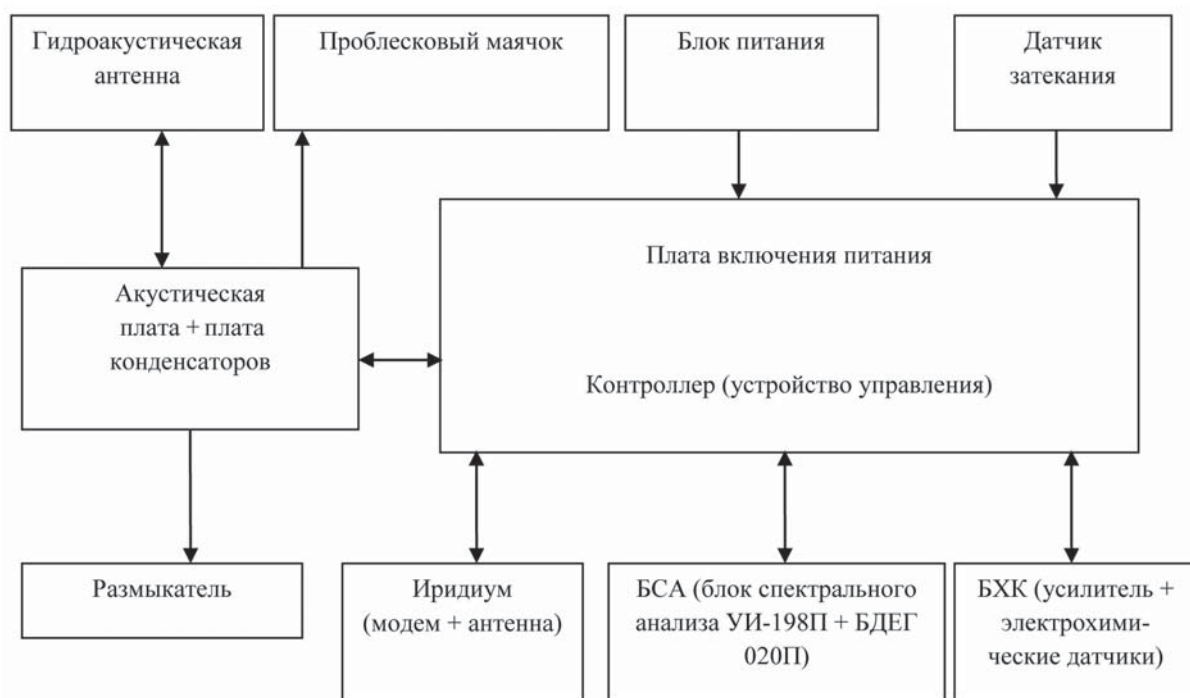 Гидроакустическая
антенна
Проблесковый маячок
Блок питания
Датчик
затекания
Плата включения питания
Акустическая
плата + плата
конденсаторов
Контроллер (устройство управления)
Размыкатель
Иридиум
(модем + антенна)
БСА (блок спектрального
анализа УИ-198П + БДЕГ
020П)
БХК (усилитель +
электрохими-
ческие датчики)